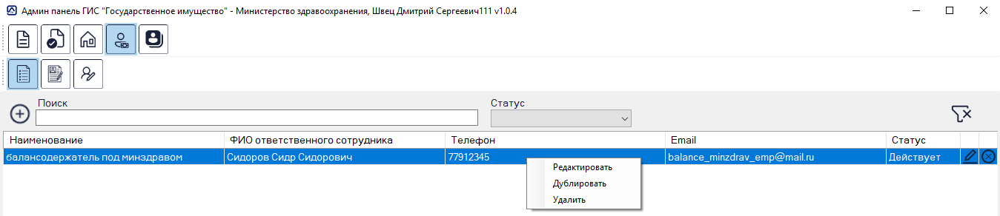 Админ панель ГИС "Государственное имущество" - Министерство здравоохранения, Швец Дмитрий Сергеевич111 v1.0.4
Поиск
Статус
Наименование ФИО ответственного сотрудника Телефон Email Статус
балансодержатель под минздравом Сидоров Сидр Сидорович 77912345 balance_minzdrav_emp@mail.ru Действует
Редактировать
Дублировать
Удалить